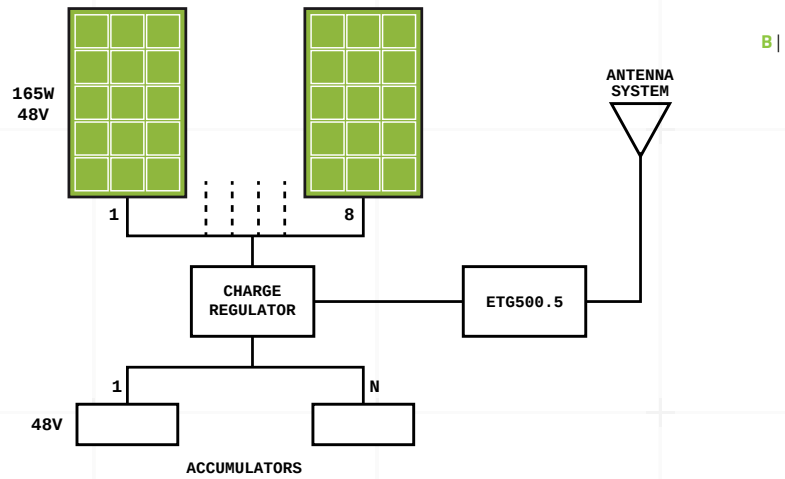 B|
ANTENNA
SYSTEM
165W
48V
1
8
CHARGE
REGULATOR
ETG500.5
1
N
48V
ACCUMULATORS